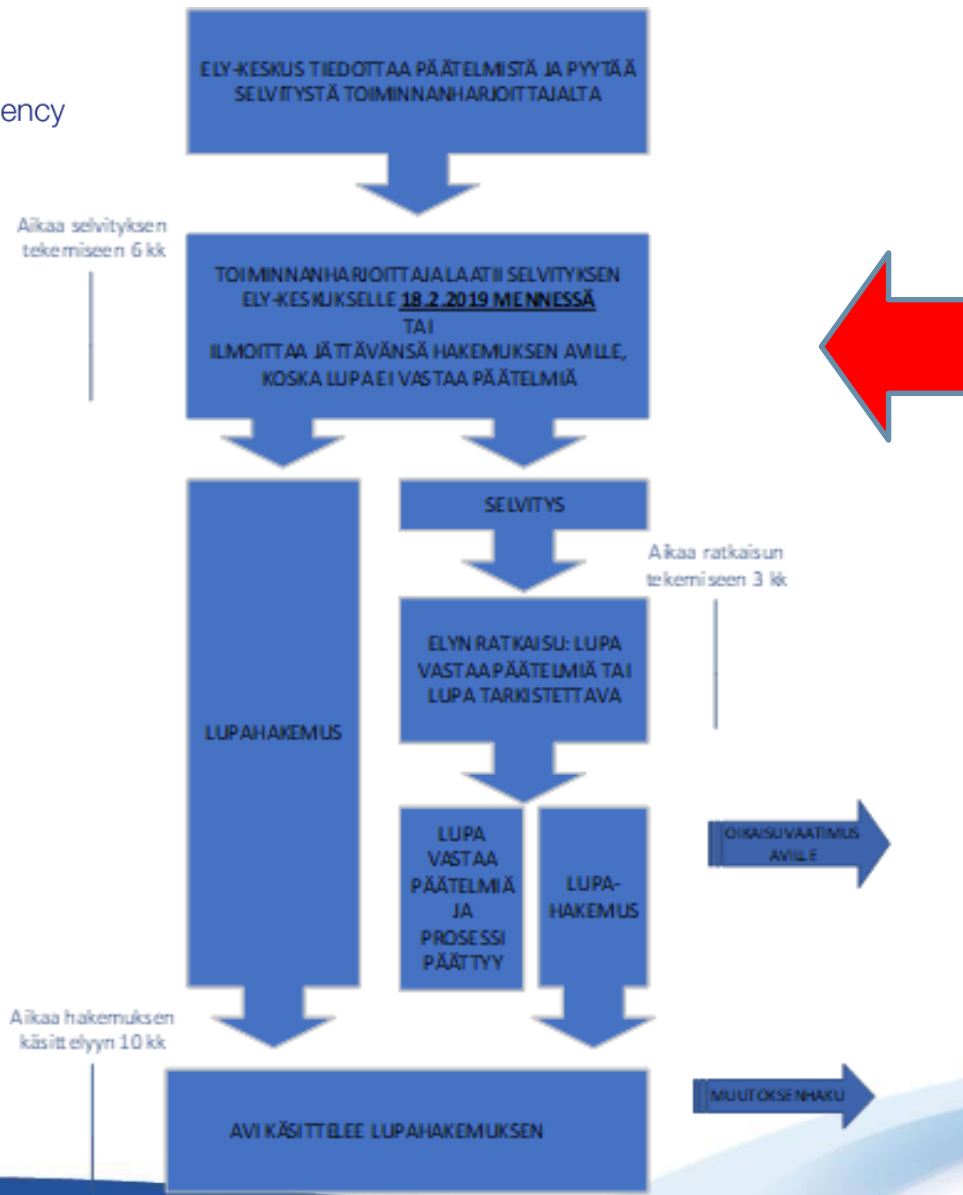 ency
ELY-KESKUS TIEDOTTAA PÄÄTELMISTÄ JA PYYTÄÄ
SELVITYSTÄ TOIMINNANHARJOITTAJALTA
Aikaa selvityksen
tekemiseen 6 kk
TOIMINNANHARJOITTAJA LAATII SELVITYKSEN
ELY-KESKUKSELLE 18.2.2019 MENNESSÄ
TAI
ILMOITTAA JÄTTÄVÄNSÄ HAKEMUKSEN AVILLE,
KOSKA LUPA EI VASTAA PÄÄTELMIÄ
SELVITYS
Aikaa ratkaisun
tekemiseen 3 kk
ELYN RATKAISU: LUPA
VASTAA PÄÄTELMIÄ TAI
LUPA TARKISTETTAVA
LUPAHAKEMUS
LUPA
VASTAA
PÄÄTELMIÄ
JA
PROSESSI
PÄÄTTYY
LUPA-
HAKEMUS
OIKAISUVAATIMUS
AVILLE
Aikaa hakemuksen
käsittelyyn 10 kk
AVI KÄSITTELEE LUPAHAKEMUKSEN
MUUTOKSENHAKU